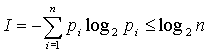 I = −∑_{i=1}^{n} p_i log_2 p_i ≤ log_2 n